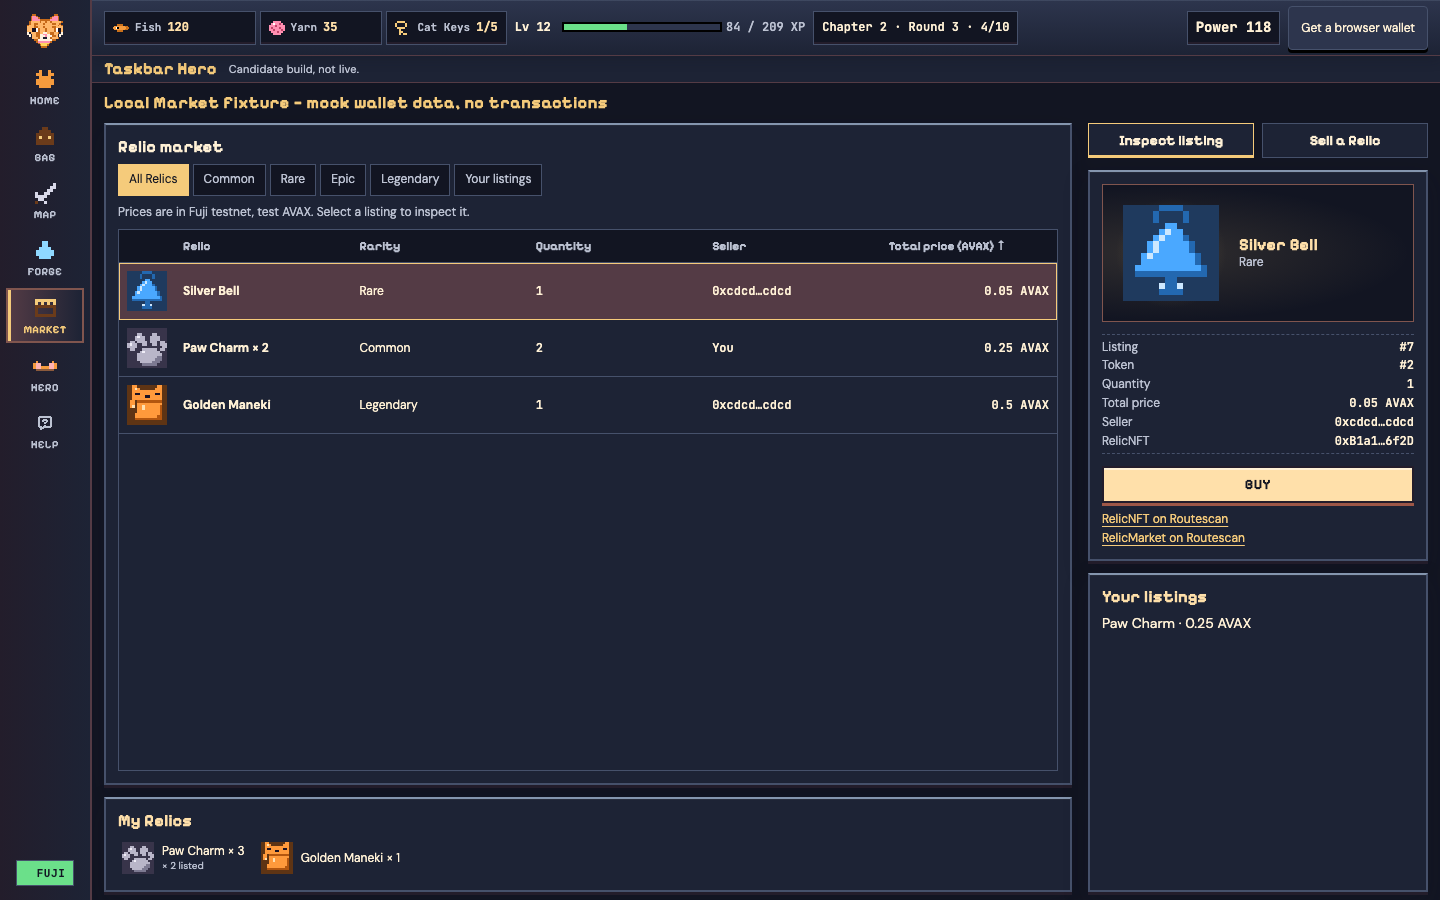 Fish 120
Yarn 35
Cat Keys 1/5
Lv 12
84 / 209 XP
Chapter 2 · Round 3 · 4/10
Power 118
Get a browser wallet
HOME
BAG
MAP
FORGE
MARKET
HERO
HELP
FUJI
Taskbar Hero
Candidate build, not live.
Local Market Fixture - mock wallet data, no transactions
Relic market
All Relics
Common
Rare
Epic
Legendary
Your listings
Prices are in Fuji testnet, test AVAX. Select a listing to inspect it.
Relic Rarity Quantity Seller Total price (AVAX) ↑
Silver Bell Rare 1 0xcdcd…cdcd 0.05 AVAX
Paw Charm × 2 Common 2 You 0.25 AVAX
Golden Maneki Legendary 1 0xcdcd…cdcd 0.5 AVAX
My Relics
Paw Charm × 3
× 2 listed
Golden Maneki × 1
Inspect listing
Sell a Relic
Silver Bell
Rare
Listing #7
Token #2
Quantity 1
Total price 0.05 AVAX
Seller 0xcdcd…cdcd
RelicNFT 0xB1a1…6f2D
BUY
RelicNFT on Routescan
RelicMarket on Routescan
Your listings
Paw Charm · 0.25 AVAX